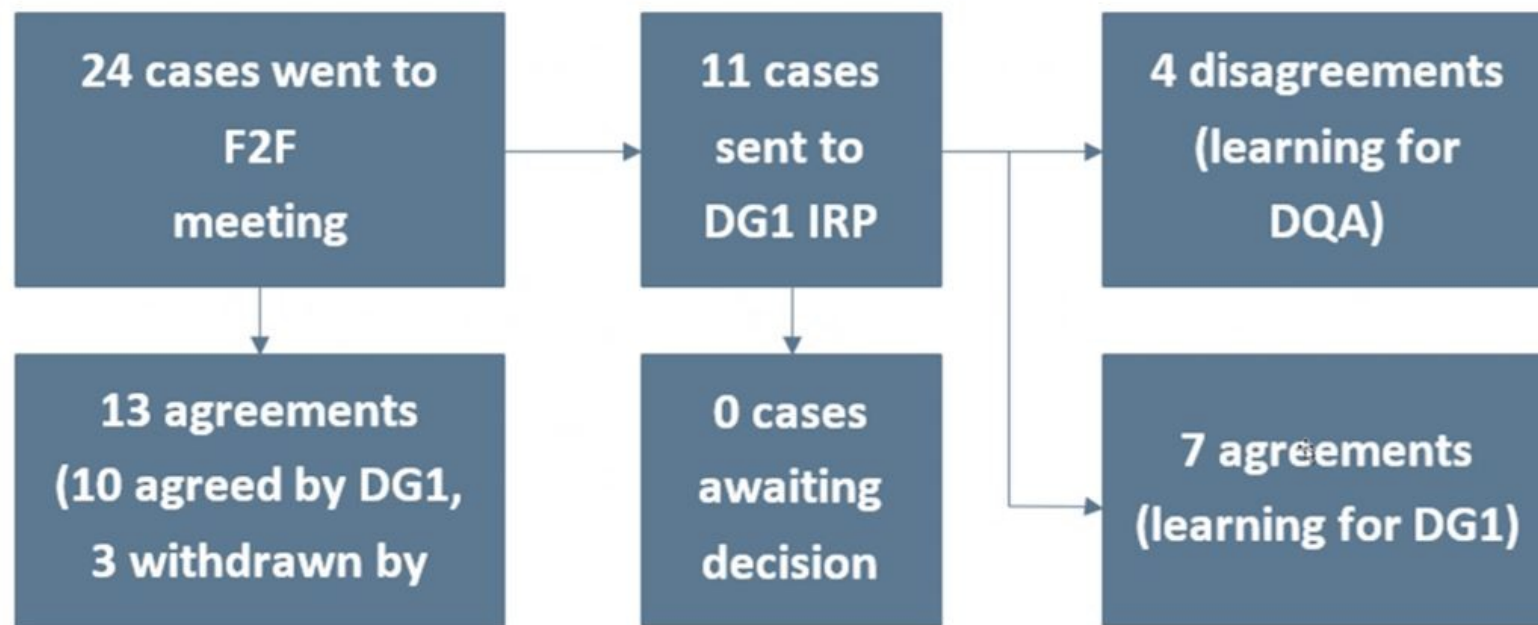 24 cases went to
F2F
meeting
11 cases
sent to
DG1 IRP
4 disagreements
(learning for
DQA)
13 agreements
(10 agreed by DG1,
3 withdrawn by
0 cases
awaiting
decision
7 agreements
(learning for DG1)